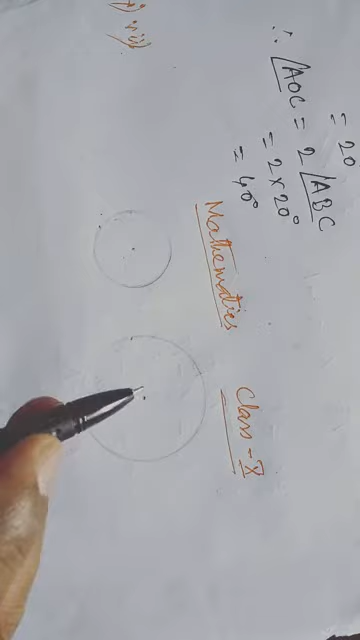 = 20
∴ ∠AOC = 2 ∠ABC
= 2 × 20°
= 40°
Mathematics
Class - X